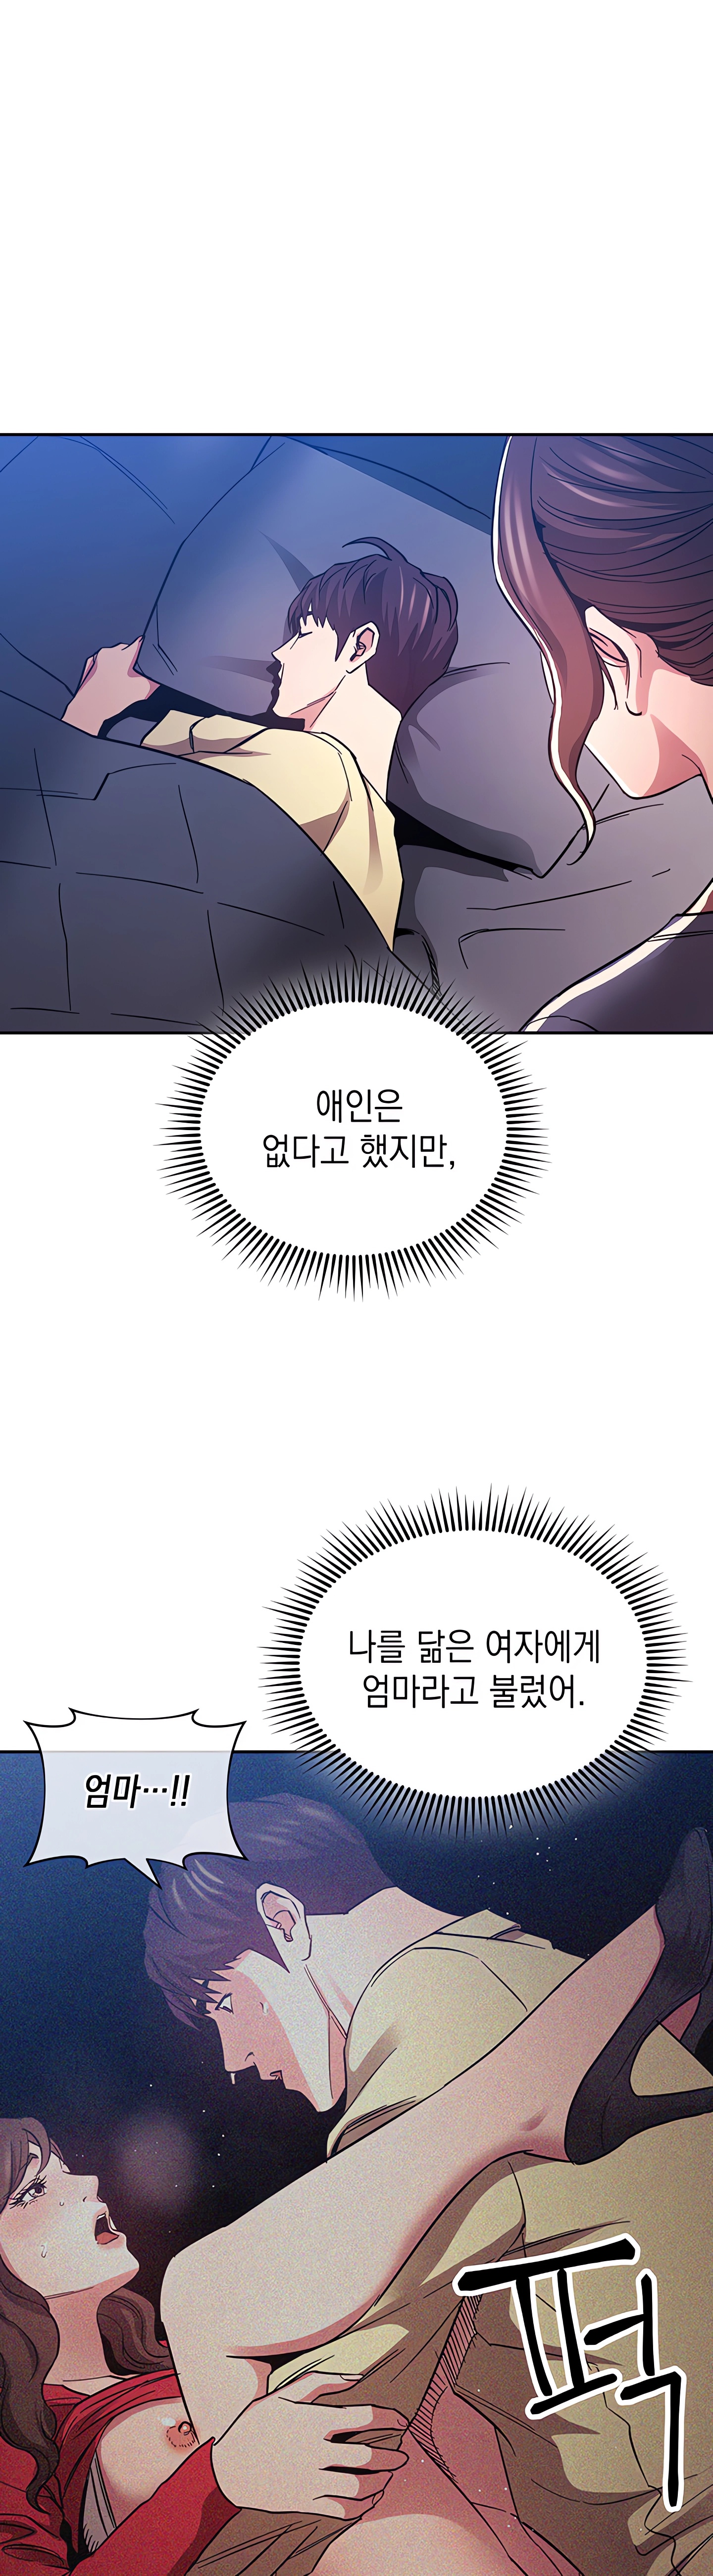 애인은
없다고 했지만,
나를 닮은 여자에게
엄마라고 불렀어.
엄마…!!
퍽